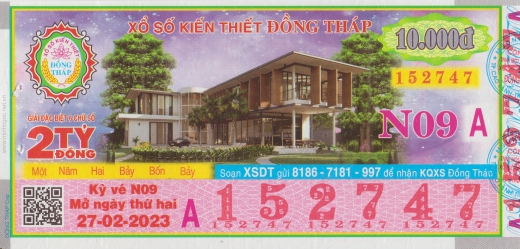 XỔ SỐ KIẾN THIẾT ĐỒNG THÁP
XỔ SỐ KIẾN THIẾT
ĐỒNG THÁP
10.000đ
152747
GIẢI ĐẶC BIỆT 6 CHỮ SỐ
2 TỶ
ĐỒNG
N09 A
Một Năm Hai Bảy Bốn Bảy
Soạn XSDT gửi 8186 - 7181 - 997 để nhận KQXS Đồng Tháp
Kỳ vé N09
Mở ngày thứ hai
27-02-2023
A 152747